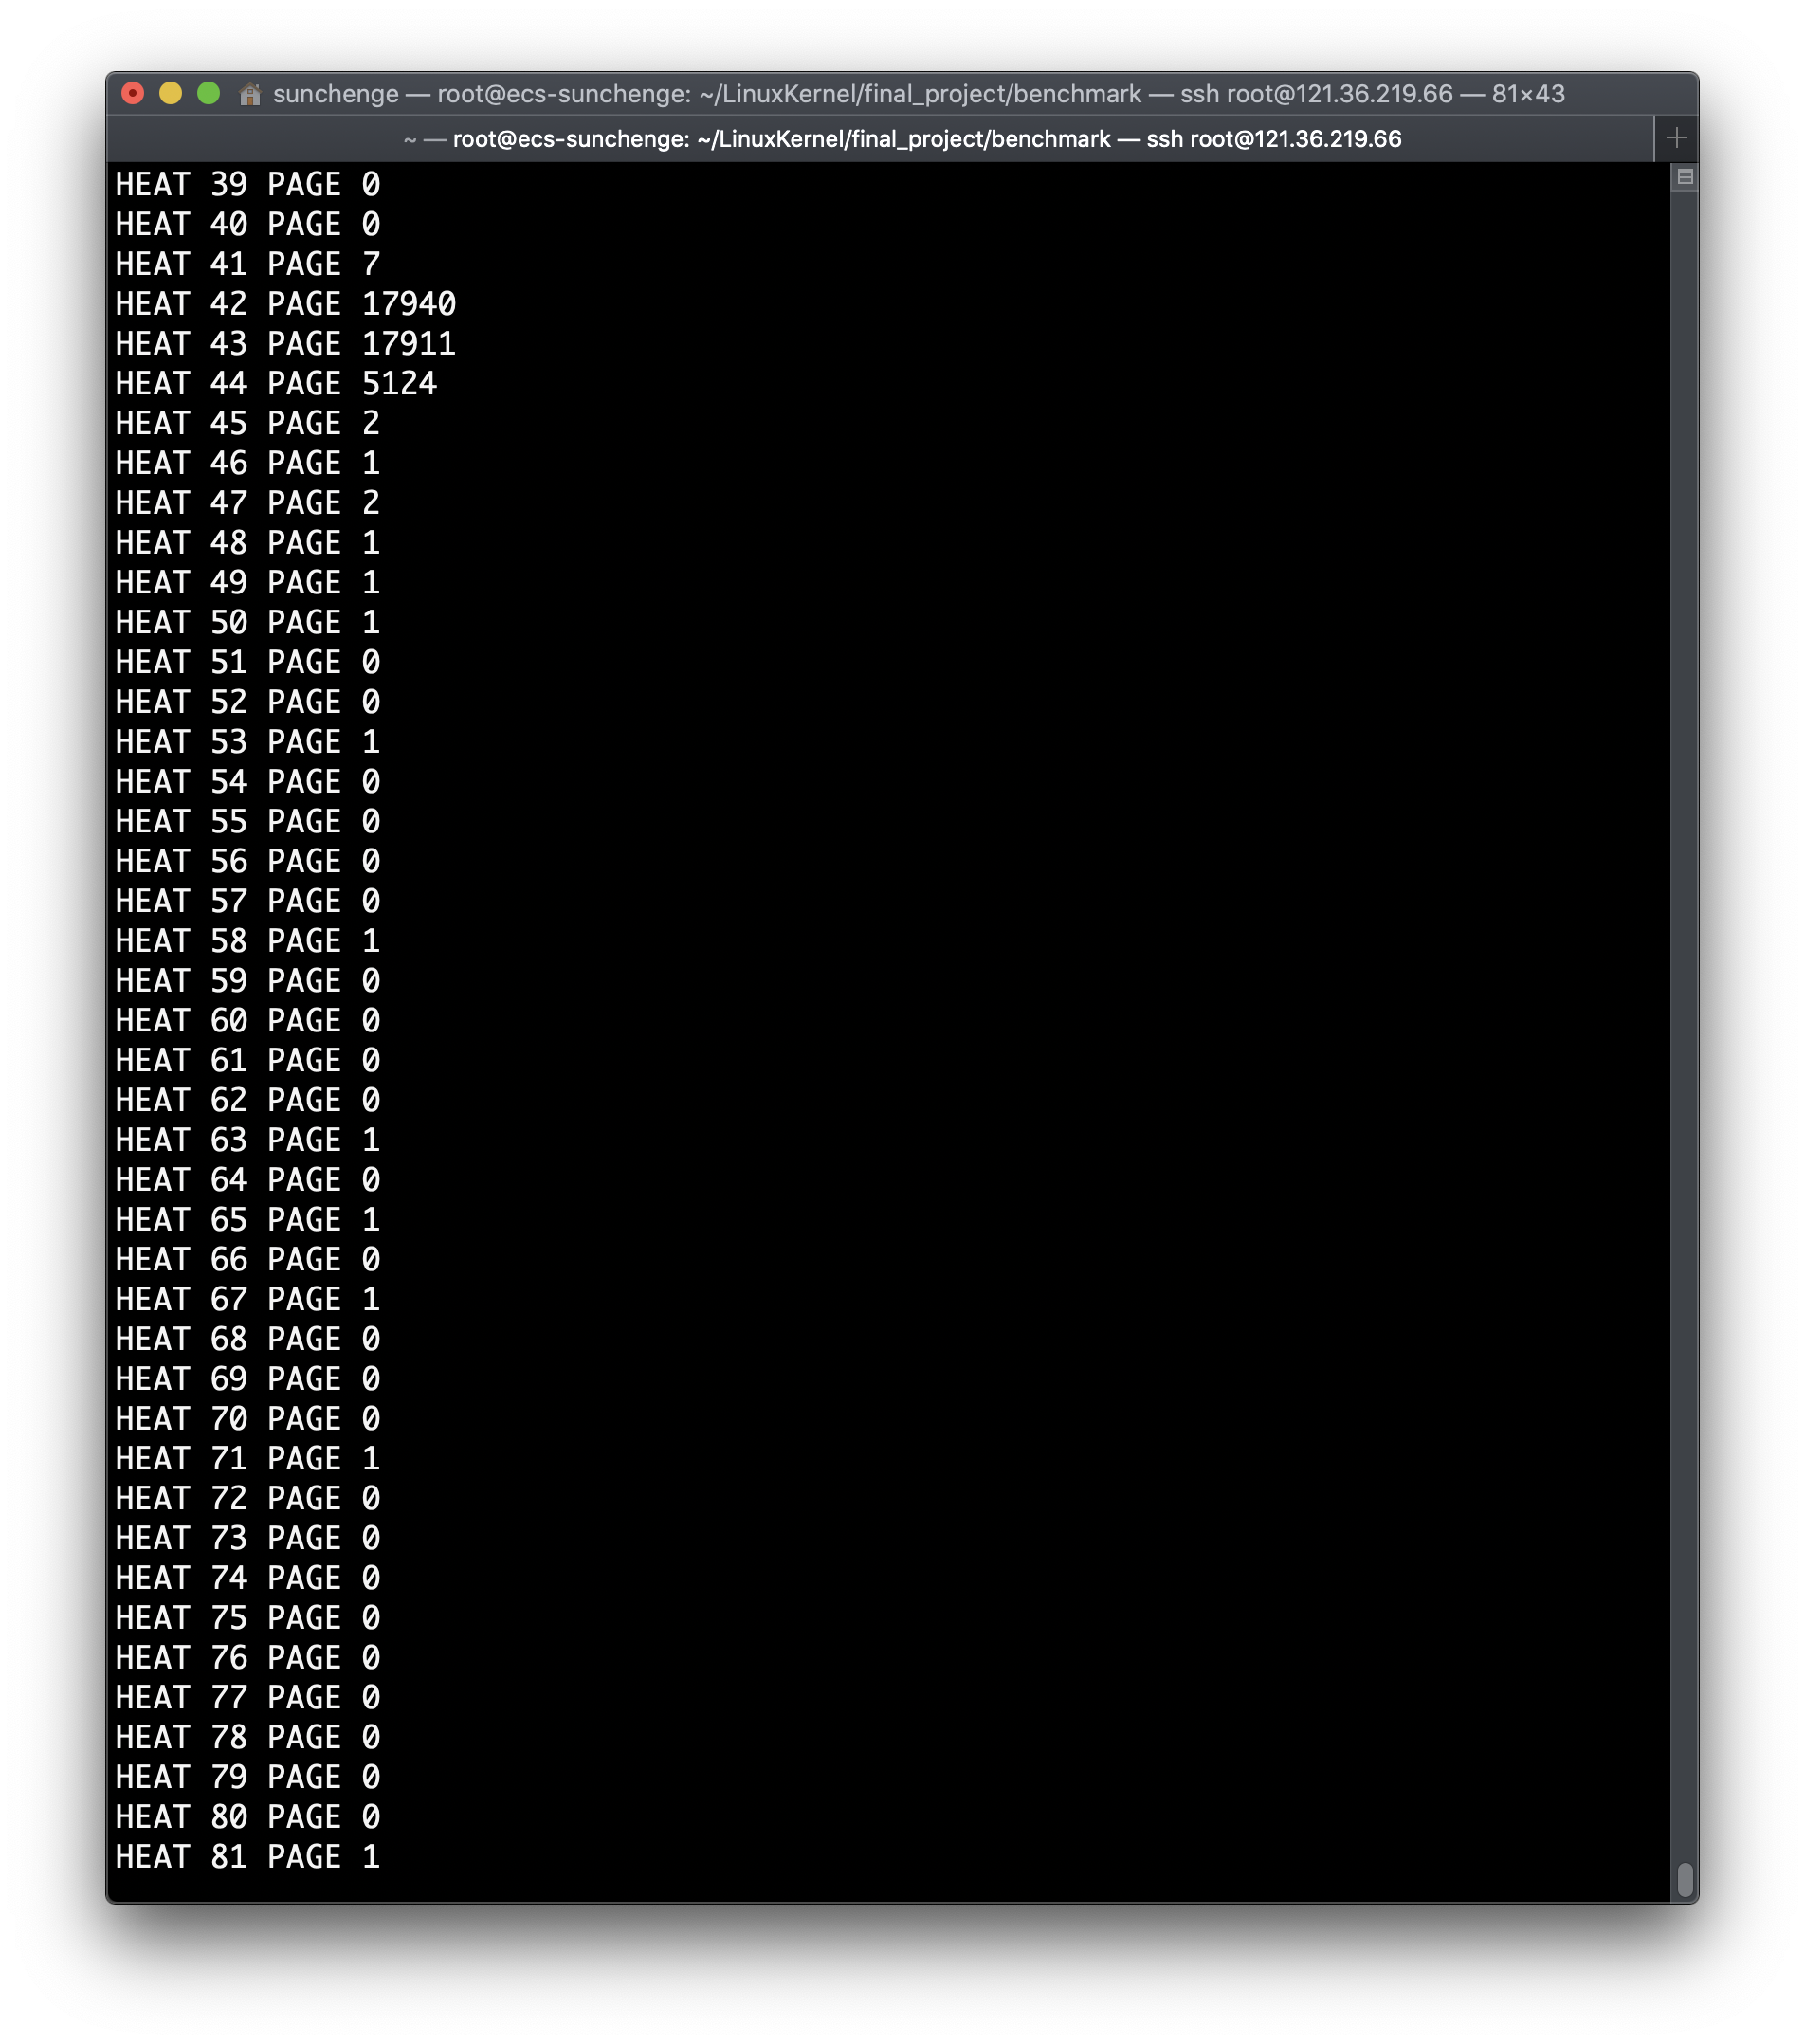 sunchenge — root@ecs-sunchenge: ~/LinuxKernel/final_project/benchmark — ssh root@121.36.219.66 — 81×43
~ — root@ecs-sunchenge: ~/LinuxKernel/final_project/benchmark — ssh root@121.36.219.66
HEAT 39 PAGE 0
HEAT 40 PAGE 0
HEAT 41 PAGE 7
HEAT 42 PAGE 17940
HEAT 43 PAGE 17911
HEAT 44 PAGE 5124
HEAT 45 PAGE 2
HEAT 46 PAGE 1
HEAT 47 PAGE 2
HEAT 48 PAGE 1
HEAT 49 PAGE 1
HEAT 50 PAGE 1
HEAT 51 PAGE 0
HEAT 52 PAGE 0
HEAT 53 PAGE 1
HEAT 54 PAGE 0
HEAT 55 PAGE 0
HEAT 56 PAGE 0
HEAT 57 PAGE 0
HEAT 58 PAGE 1
HEAT 59 PAGE 0
HEAT 60 PAGE 0
HEAT 61 PAGE 0
HEAT 62 PAGE 0
HEAT 63 PAGE 1
HEAT 64 PAGE 0
HEAT 65 PAGE 1
HEAT 66 PAGE 0
HEAT 67 PAGE 1
HEAT 68 PAGE 0
HEAT 69 PAGE 0
HEAT 70 PAGE 0
HEAT 71 PAGE 1
HEAT 72 PAGE 0
HEAT 73 PAGE 0
HEAT 74 PAGE 0
HEAT 75 PAGE 0
HEAT 76 PAGE 0
HEAT 77 PAGE 0
HEAT 78 PAGE 0
HEAT 79 PAGE 0
HEAT 80 PAGE 0
HEAT 81 PAGE 1